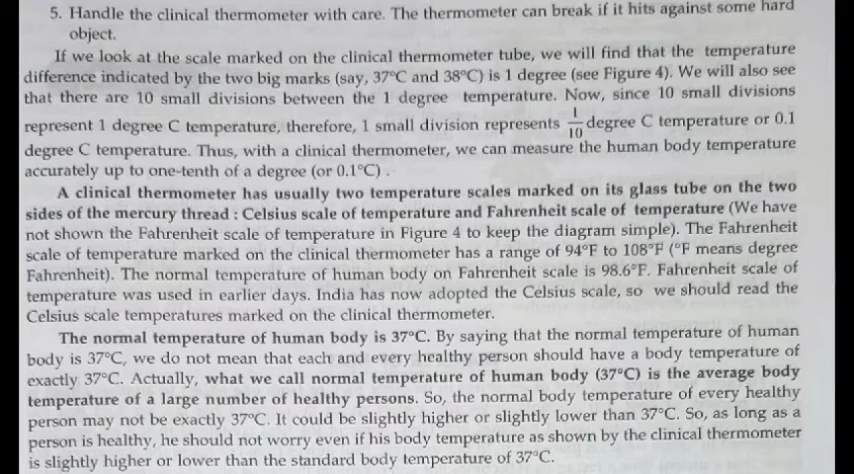 5. Handle the clinical thermometer with care. The thermometer can break if it hits against some hard
object.
If we look at the scale marked on the clinical thermometer tube, we will find that the temperature
difference indicated by the two big marks (say, 37°C and 38°C) is 1 degree (see Figure 4). We will also see
that there are 10 small divisions between the 1 degree temperature. Now, since 10 small divisions
represent 1 degree C temperature, therefore, 1 small division represents 1/10 degree C temperature or 0.1
degree C temperature. Thus, with a clinical thermometer, we can measure the human body temperature
accurately up to one-tenth of a degree (or 0.1°C) .
A clinical thermometer has usually two temperature scales marked on its glass tube on the two
sides of the mercury thread : Celsius scale of temperature and Fahrenheit scale of temperature (We have
not shown the Fahrenheit scale of temperature in Figure 4 to keep the diagram simple). The Fahrenheit
scale of temperature marked on the clinical thermometer has a range of 94°F to 108°F (°F means degree
Fahrenheit). The normal temperature of human body on Fahrenheit scale is 98.6°F. Fahrenheit scale of
temperature was used in earlier days. India has now adopted the Celsius scale, so we should read the
Celsius scale temperatures marked on the clinical thermometer.
The normal temperature of human body is 37°C. By saying that the normal temperature of human
body is 37°C, we do not mean that each and every healthy person should have a body temperature of
exactly 37°C. Actually, what we call normal temperature of human body (37°C) is the average body
temperature of a large number of healthy persons. So, the normal body temperature of every healthy
person may not be exactly 37°C. It could be slightly higher or slightly lower than 37°C. So, as long as a
person is healthy, he should not worry even if his body temperature as shown by the clinical thermometer
is slightly higher or lower than the standard body temperature of 37°C.